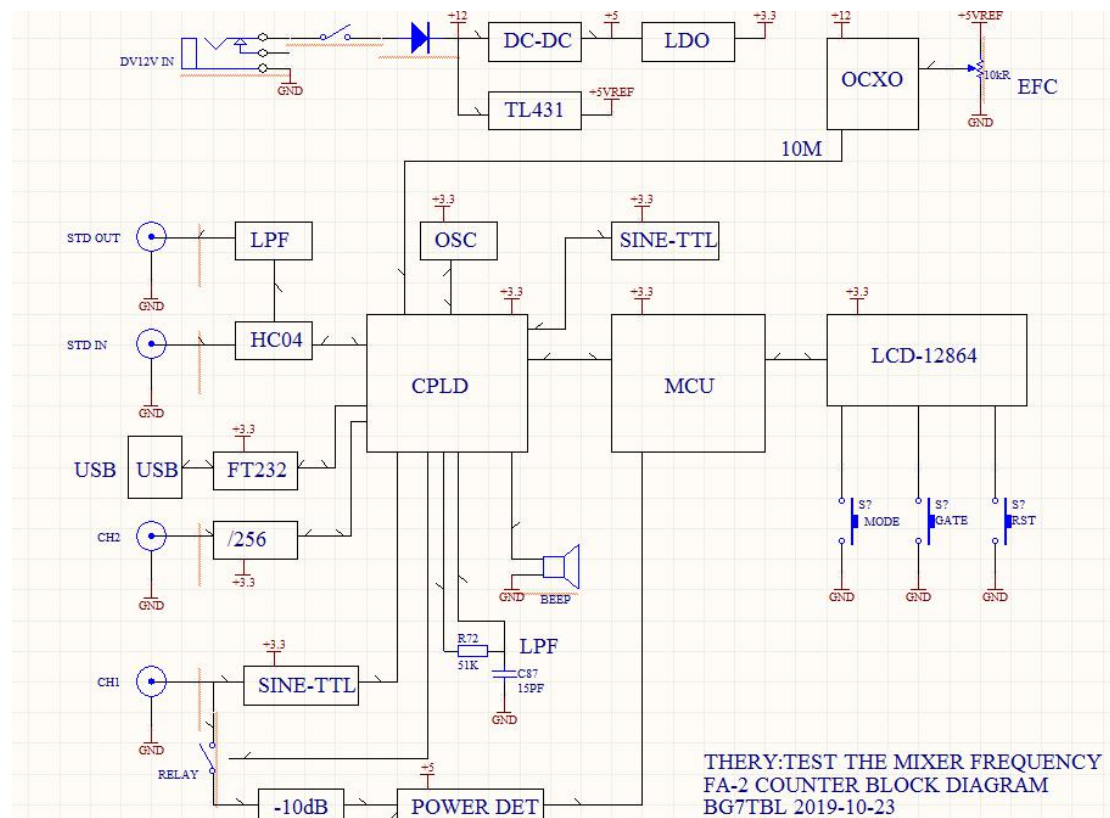 +12
+5
+3.3
+12
+5VREF
DC-DC
LDO
DV12V IN
GND
OCXO
10kR
EFC
TL431
+5VREF
GND
10M
+3.3
+3.3
STD OUT
LPF
OSC
SINE-TTL
GND
+3.3
+3.3
+3.3
STD IN
HC04
CPLD
MCU
LCD-12864
GND
+3.3
USB
USB
FT232
CH2
/256
+3.3
GND
S?
MODE
S?
GATE
S?
RST
GND
GND
GND
GND
BEEP
+3.3
R72
51K
LPF
C87
15PF
GND
CH1
SINE-TTL
GND
RELAY
+5
-10dB
POWER DET
THERY:TEST THE MIXER FREQUENCY
FA-2 COUNTER BLOCK DIAGRAM
BG7TBL 2019-10-23